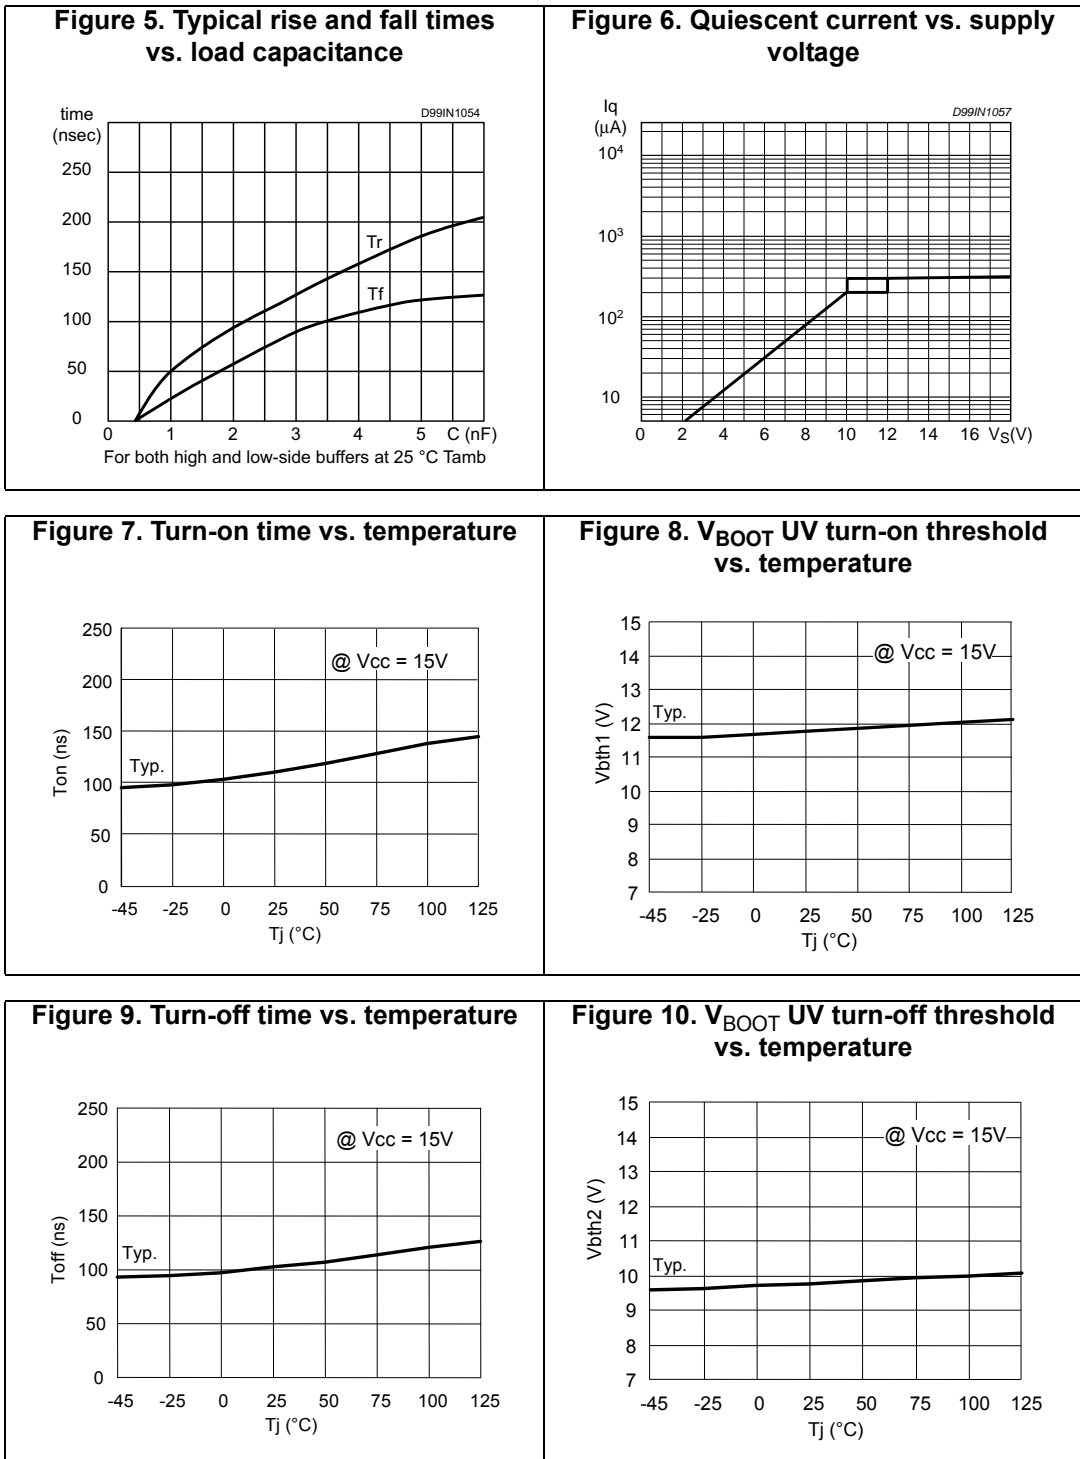 Figure 5. Typical rise and fall times
vs. load capacitance
time
(nsec)
D99IN1054
250
200
150
100
50
0
Tr
Tf
0 1 2 3 4 5 C (nF)
For both high and low-side buffers at 25 °C Tamb
Figure 6. Quiescent current vs. supply
voltage
Iq
(µA)
D99IN1057
10⁴
10³
10²
10
0 2 4 6 8 10 12 14 16 VS(V)
Figure 7. Turn-on time vs. temperature
250
200
150
100
50
0
Ton (ns)
@ Vcc = 15V
Typ.
-45 -25 0 25 50 75 100 125
Tj (°C)
Figure 8. VBOOT UV turn-on threshold
vs. temperature
15
14
13
12
11
10
9
8
7
Vbth1 (V)
@ Vcc = 15V
Typ.
-45 -25 0 25 50 75 100 125
Tj (°C)
Figure 9. Turn-off time vs. temperature
250
200
150
100
50
0
Toff (ns)
@ Vcc = 15V
Typ.
-45 -25 0 25 50 75 100 125
Tj (°C)
Figure 10. VBOOT UV turn-off threshold
vs. temperature
15
14
13
12
11
10
9
8
7
Vbth2 (V)
@ Vcc = 15V
Typ.
-45 -25 0 25 50 75 100 125
Tj (°C)